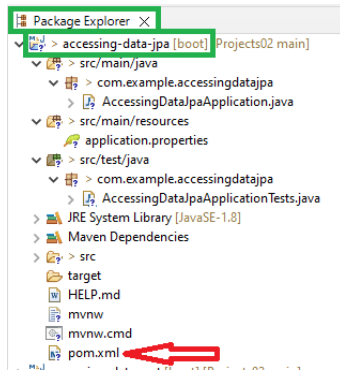 Package Explorer
> accessing-data-jpa [boot] [Projects02 main]
> src/main/java
> com.example.accessingdatajpa
AccessingDataJpaApplication.java
> src/main/resources
application.properties
> src/test/java
> com.example.accessingdatajpa
AccessingDataJpaApplicationTests.java
JRE System Library [JavaSE-1.8]
Maven Dependencies
> src
target
HELP.md
mvnw
mvnw.cmd
pom.xml